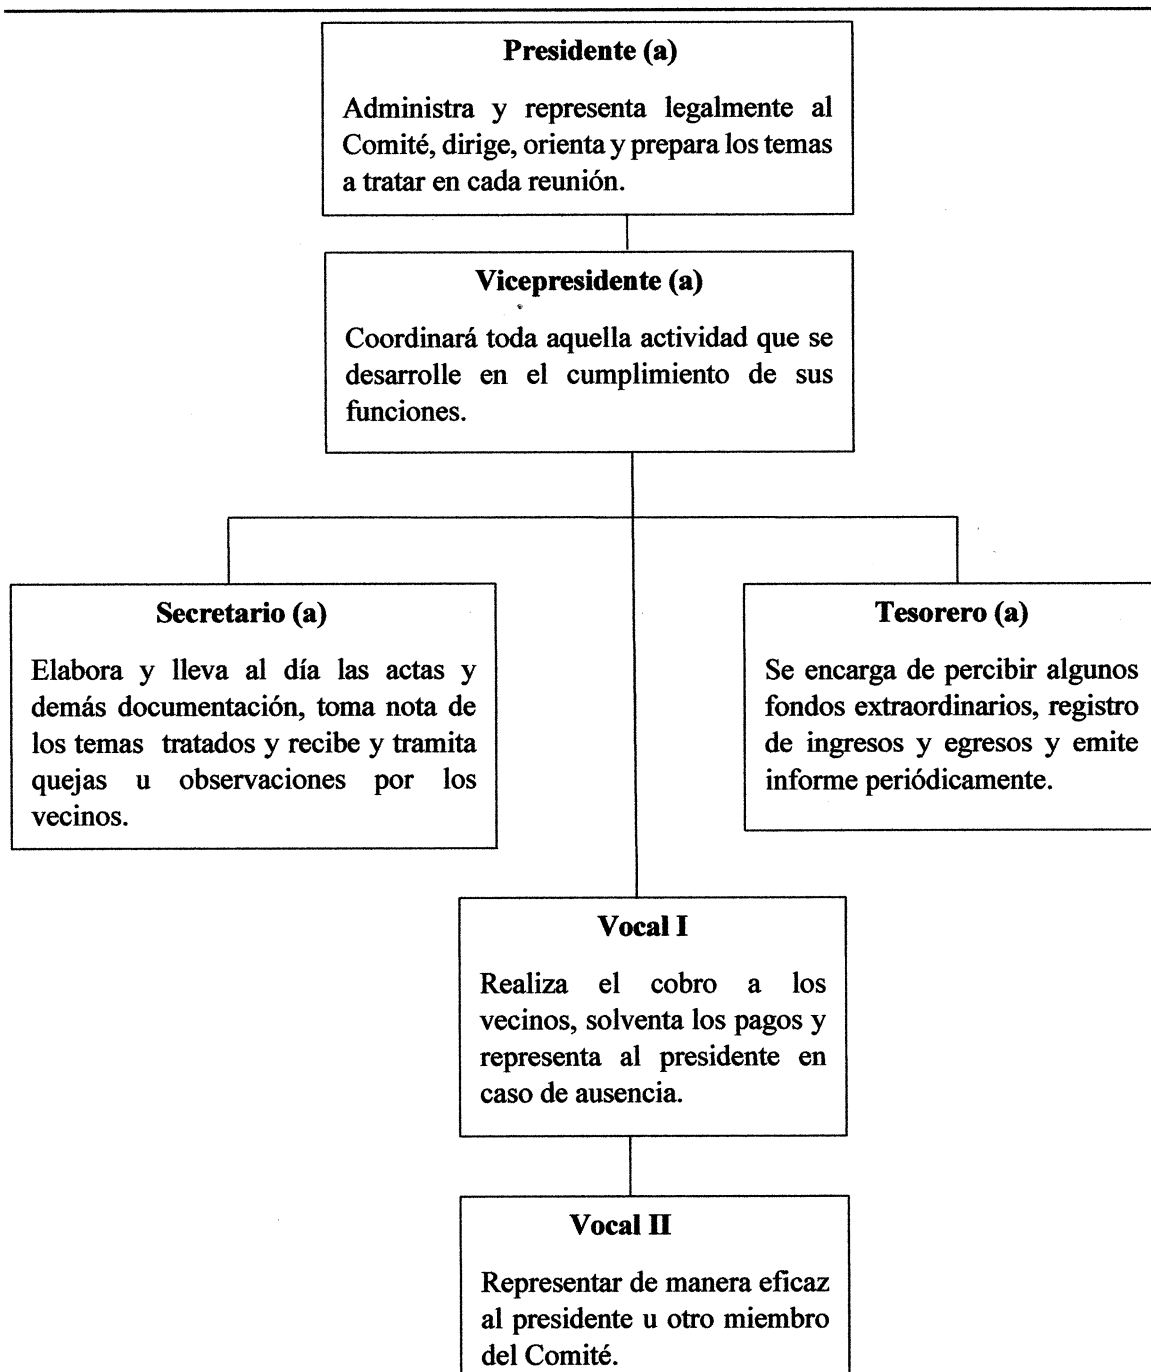 Presidente (a)
Administra y representa legalmente al
Comité, dirige, orienta y prepara los temas
a tratar en cada reunión.
Vicepresidente (a)
Coordinará toda aquella actividad que se
desarrolle en el cumplimiento de sus
funciones.
Secretario (a)
Elabora y lleva al día las actas y
demás documentación, toma nota de
los temas tratados y recibe y tramita
quejas u observaciones por los
vecinos.
Tesorero (a)
Se encarga de percibir algunos
fondos extraordinarios, registro
de ingresos y egresos y emite
informe periódicamente.
Vocal I
Realiza el cobro a los
vecinos, solventa los pagos y
representa al presidente en
caso de ausencia.
Vocal II
Representar de manera eficaz
al presidente u otro miembro
del Comité.